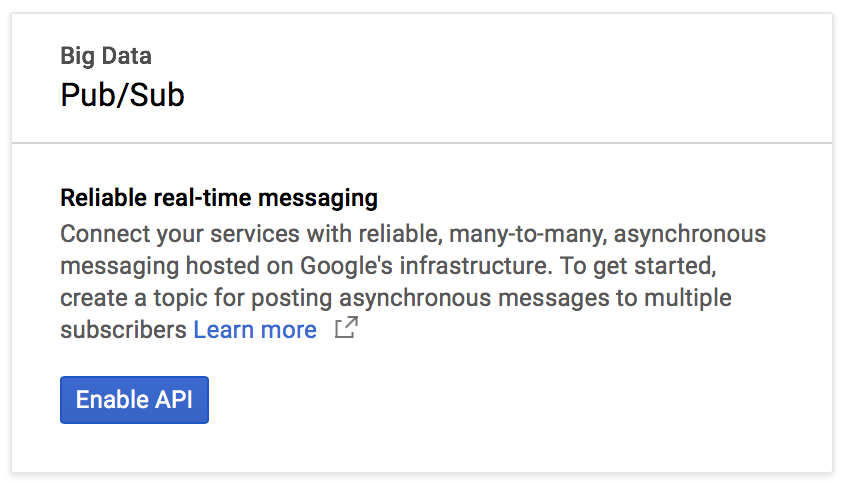 Big Data
Pub/Sub
Reliable real-time messaging
Connect your services with reliable, many-to-many, asynchronous
messaging hosted on Google's infrastructure. To get started,
create a topic for posting asynchronous messages to multiple
subscribers Learn more
Enable API